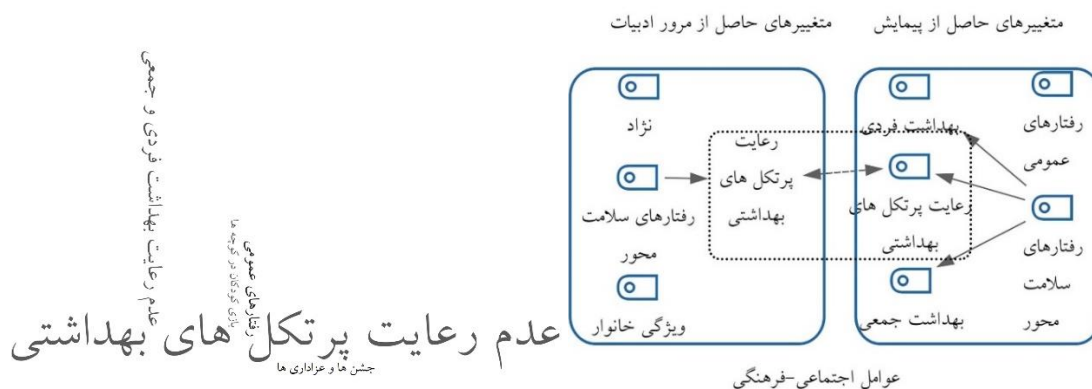 متغیرهای حاصل از پیمایش
متغیرهای حاصل از مرور ادبیات
رفتارهای
عمومی
رفتارهای
سلامت
محور
بهداشت فردی
رعایت پرتکل های
بهداشتی
بهداشت جمعی
رعایت
پرتکل های
بهداشتی
نژاد
رفتارهای سلامت
محور
ویژگی خانوار
عوامل اجتماعی-فرهنگی
عدم رعایت بهداشت فردی و جمعی
رفتارهای عمومی
بازی کودکان در کوچه ها
عدم رعایت پرتکل های بهداشتی
جشن ها و عزاداری ها